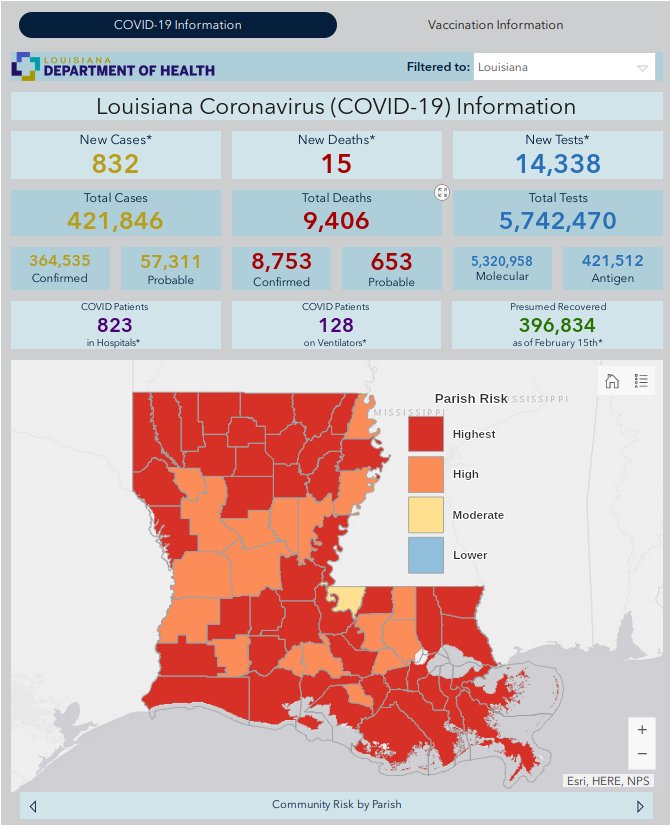 COVID-19 Information
Vaccination Information
LOUISIANA
DEPARTMENT OF HEALTH
Filtered to:
Louisiana
Louisiana Coronavirus (COVID-19) Information
New Cases*
832
New Deaths*
15
New Tests*
14,338
Total Cases
421,846
Total Deaths
9,406
Total Tests
5,742,470
364,535
Confirmed
57,311
Probable
8,753
Confirmed
653
Probable
5,320,958
Molecular
421,512
Antigen
COVID Patients
823
in Hospitals*
COVID Patients
128
on Ventilators*
Presumed Recovered
396,834
as of February 15th*
Parish Risk
MISSISSIPPI
SSISSIPPI
Highest
High
Moderate
Lower
+
−
Esri, HERE, NPS
Community Risk by Parish